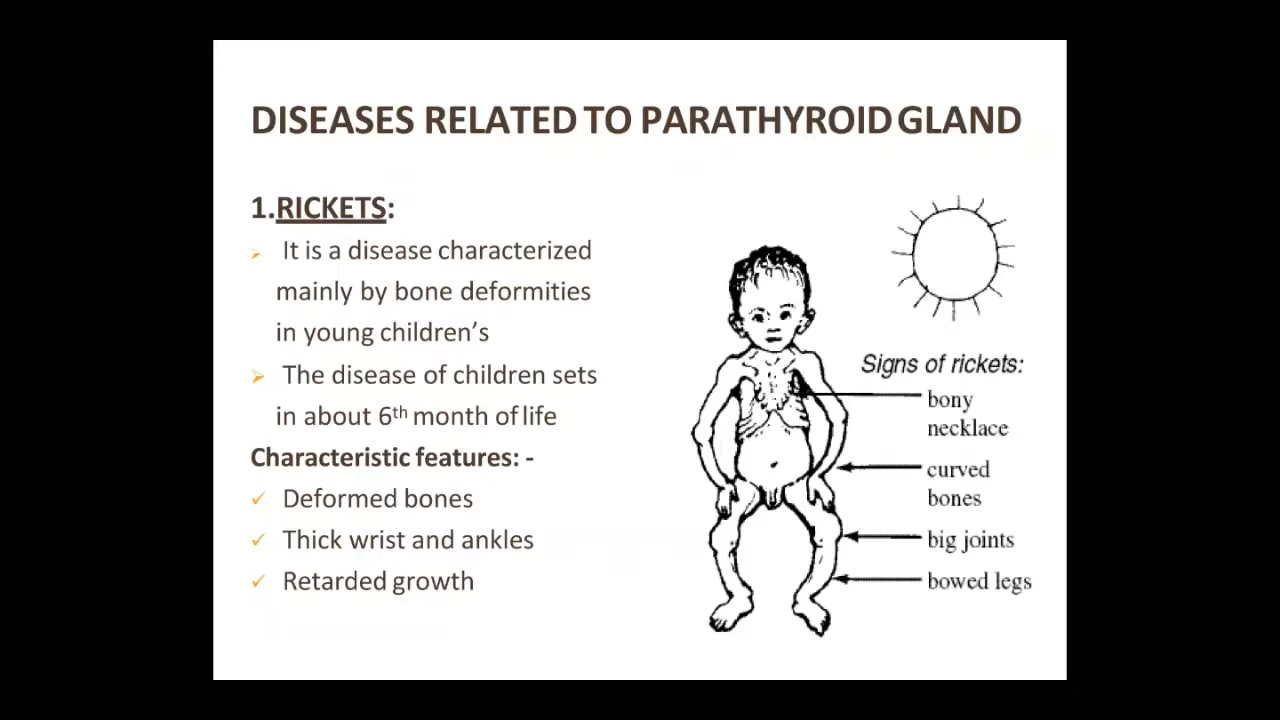 DISEASES RELATED TO PARATHYROID GLAND
1.RICKETS:
It is a disease characterized
mainly by bone deformities
in young children’s
The disease of children sets
in about 6th month of life
Characteristic features: -
Deformed bones
Thick wrist and ankles
Retarded growth
Signs of rickets:
bony
necklace
curved
bones
big joints
bowed legs